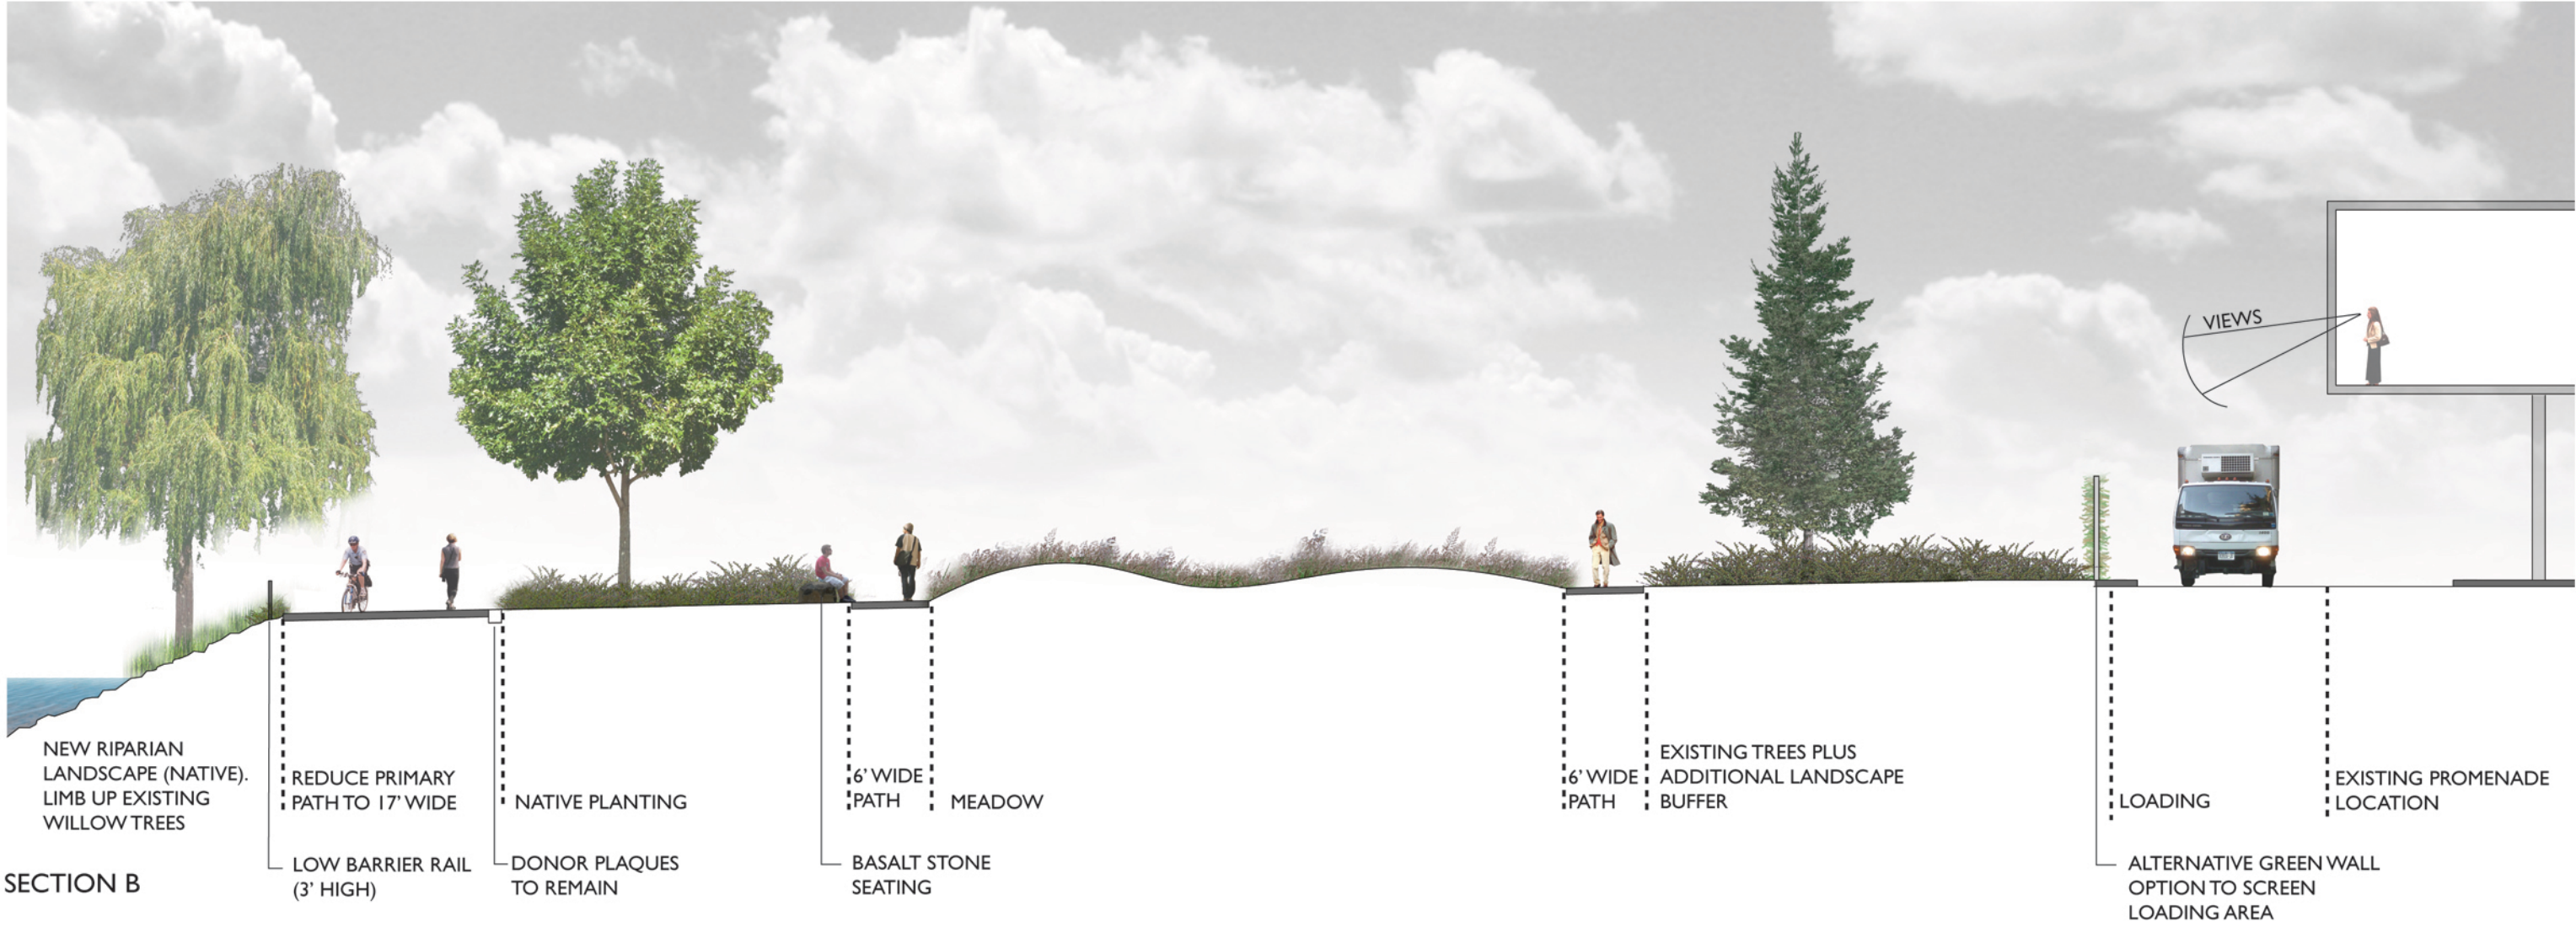 VIEWS
NEW RIPARIAN
LANDSCAPE (NATIVE).
LIMB UP EXISTING
WILLOW TREES
REDUCE PRIMARY
PATH TO 17' WIDE
NATIVE PLANTING
6' WIDE
PATH
MEADOW
6' WIDE
PATH
EXISTING TREES PLUS
ADDITIONAL LANDSCAPE
BUFFER
LOADING
EXISTING PROMENADE
LOCATION
LOW BARRIER RAIL
(3' HIGH)
DONOR PLAQUES
TO REMAIN
BASALT STONE
SEATING
ALTERNATIVE GREEN WALL
OPTION TO SCREEN
LOADING AREA
SECTION B